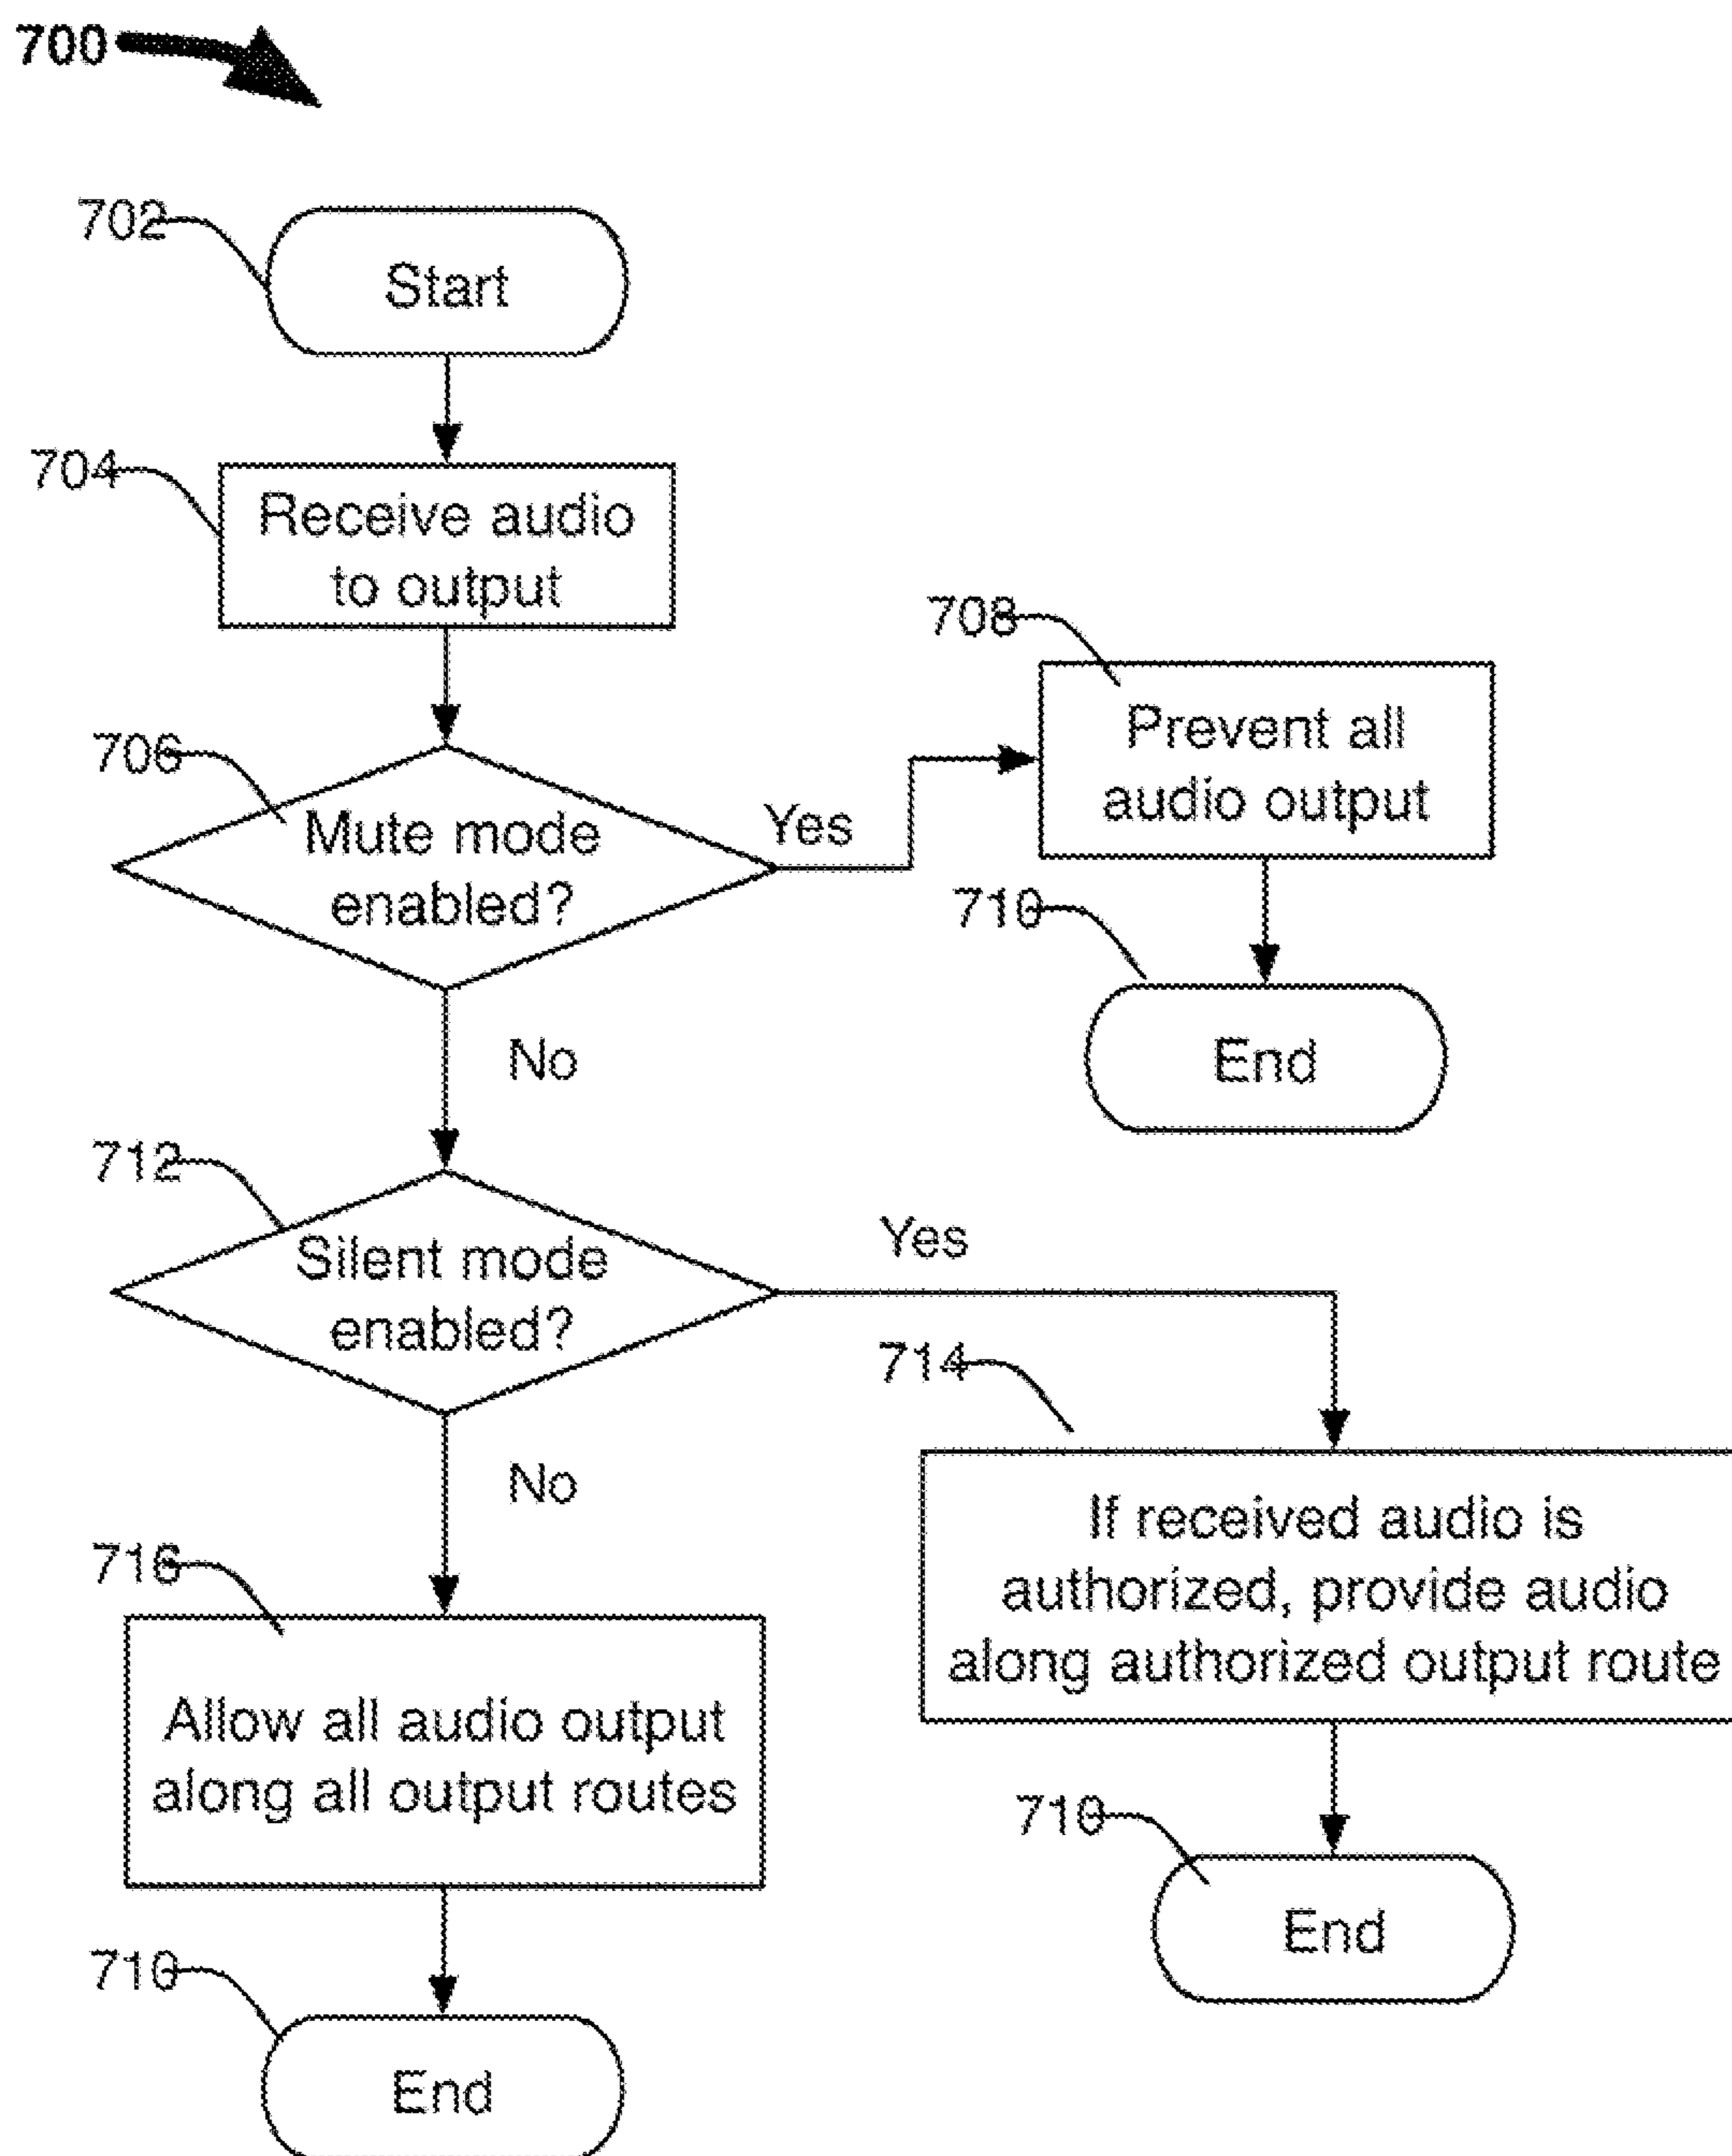 700
702
Start
704
Receive audio
to output
706
Mute mode
enabled?
Yes
708
Prevent all
audio output
710
End
No
712
Silent mode
enabled?
Yes
714
If received audio is
authorized, provide audio
along authorized output route
710
End
No
716
Allow all audio output
along all output routes
710
End